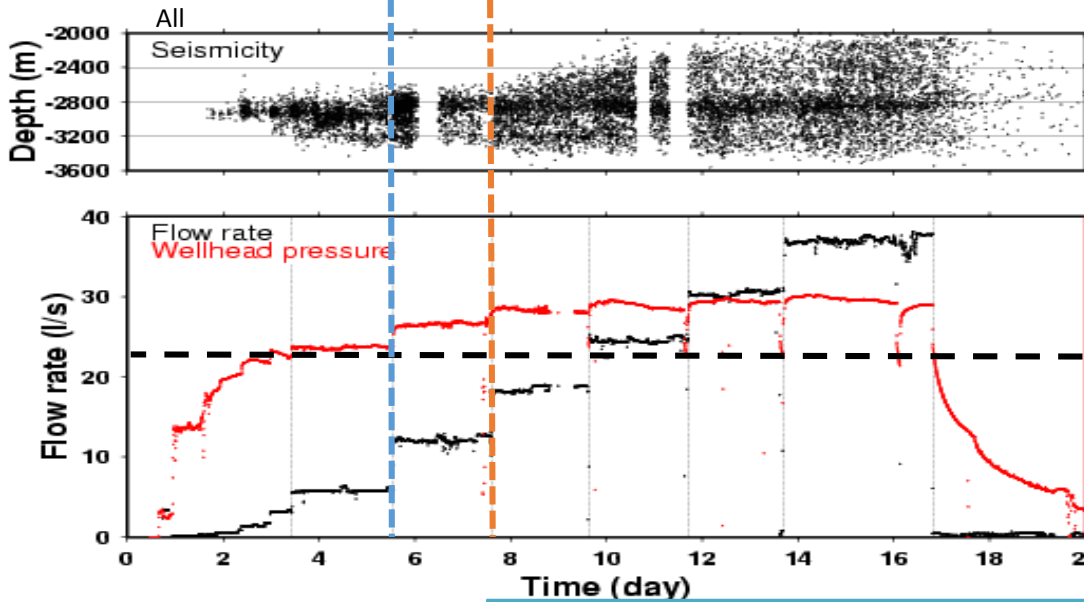 All
Seismicity
Depth (m)
-2000
-2400
-2800
-3200
-3600
Flow rate
Wellhead pressure
Flow rate (l/s)
40
30
20
10
0
0 2 4 6 8 10 12 14 16 18 2
Time (day)